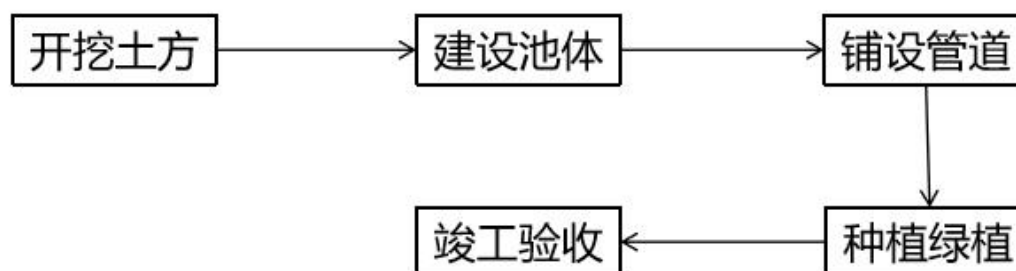 开挖土方
建设池体
铺设管道
种植绿植
竣工验收